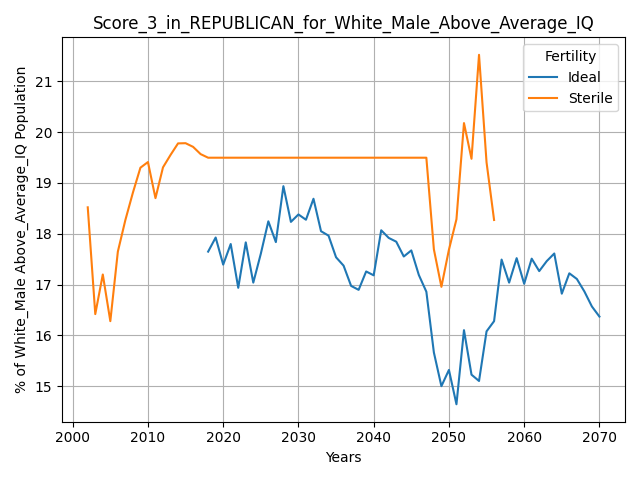 Score_3_in_REPUBLICAN_for_White_Male_Above_Average_IQ
% of White_Male Above_Average_IQ Population
21
20
19
18
17
16
15
Fertility
Ideal
Sterile
2000 2010 2020 2030 2040 2050 2060 2070
Years